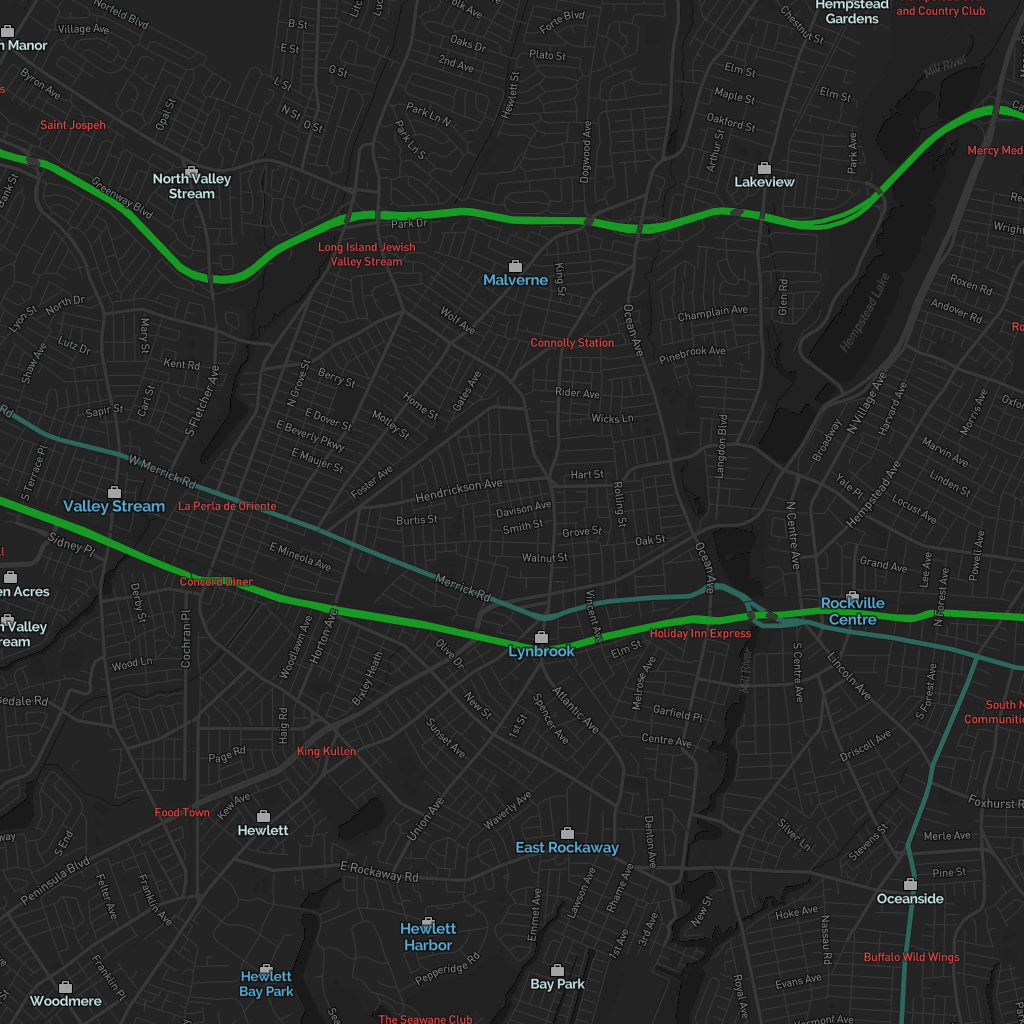 Norfeld Blvd
Village Ave
n Manor
Byron Ave
Saint Jospeh
Opal St
B St
E St
L St
G St
N St
O St
Folk Ave
Forte Blvd
Oaks Dr
2nd Ave
Plato St
Hewlett St
Park Ln N
Park Ln S
Dogwood Ave
Hempstead
Gardens
and Country Club
Chestnut St
Mill River
Elm St
Maple St
Elm St
Oakford St
Arthur St
Park Ave
Mercy Med
Lakeview
North Valley
Stream
Bank St
Greenway Blvd
Park Dr
Long Island Jewish
Valley Stream
Malverne
King St
Wright
Roxen Rd
Andover Rd
Hempstead Lake
Glen Rd
Champlain Ave
Ocean Ave
Pinebrook Ave
Connolly Station
Wolf Ave
Lyon St
North Dr
Lutz Dr
Mary St
Shaw Ave
Kent Rd
Carl St
Sapir St
S Fletcher Ave
N Grove St
Berry St
Home St
Gates Ave
E Dover St
Motley St
E Beverly Pkwy
E Maujer St
Foster Ave
Rider Ave
Wicks Ln
Langdon Blvd
Broadway
N Village Ave
Harvard Ave
Morris Ave
Marvin Ave
Linden St
Yale Pl
Locust Ave
Hempstead Ave
Rd
S Terrace Pl
W Merrick Rd
Valley Stream
La Perla de Oriente
Hendrickson Ave
Hart St
Davison Ave
Burtis St
Smith St
Grove St
Rolling St
Oak St
Walnut St
N Centre Ave
Ocean Ave
Grand Ave
Lee Ave
Powell Ave
N Forest Ave
Sidney Pl
E Mineola Ave
Concord Diner
Merrick Rd
Derby St
Cochran Pl
Vincent Ave
Rockville
Centre
Holiday Inn Express
Lynbrook
Elm St
Mill River
Woodlawn Ave
Horton Ave
Bixley Heath
Olive Dr
Wood Ln
Melrose Ave
S Centre Ave
Lincoln Ave
S Forest Ave
New St
1st St
Spencer Ave
Atlantic Ave
Garfield Pl
Centre Ave
Sunset Ave
Haig Rd
Page Rd
King Kullen
Driscoll Ave
Food Town
Kew Ave
Hewlett
Union Ave
Waverly Ave
East Rockaway
Denton Ave
Silver Ln
Stevens St
Foxhurst R
Merle Ave
Pine St
Oceanside
E Rockaway Rd
S End
Peninsula Blvd
Felter Ave
Franklin Ave
Emmet Ave
Lawson Ave
Rhame Ave
1st Ave
3rd Ave
New St
Hoke Ave
Nassau Rd
Buffalo Wild Wings
Evans Ave
Royal Ave
Vermont Ave
Hewlett
Harbor
Pepperidge Rd
Bay Park
Hewlett
Bay Park
Franklin Pl
Woodmere
The Seawane Club